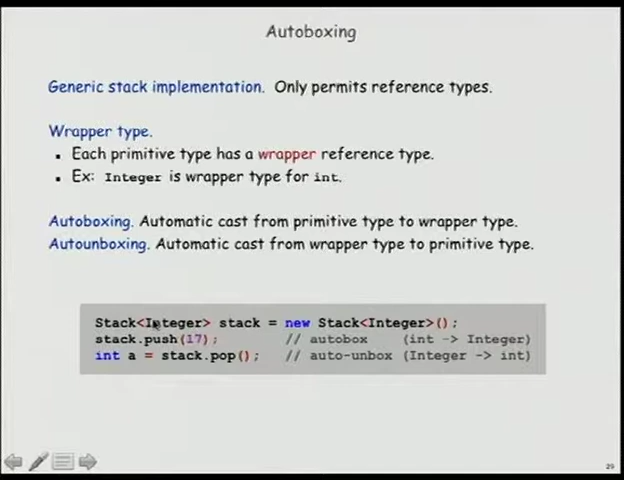 Autoboxing
Generic stack implementation. Only permits reference types.
Wrapper type.
▪ Each primitive type has a wrapper reference type.
▪ Ex: Integer is wrapper type for int.
Autoboxing. Automatic cast from primitive type to wrapper type.
Autounboxing. Automatic cast from wrapper type to primitive type.
Stack<Integer> stack = new Stack<Integer>();
stack.push(17); // autobox (int -> Integer)
int a = stack.pop(); // auto-unbox (Integer -> int)
29